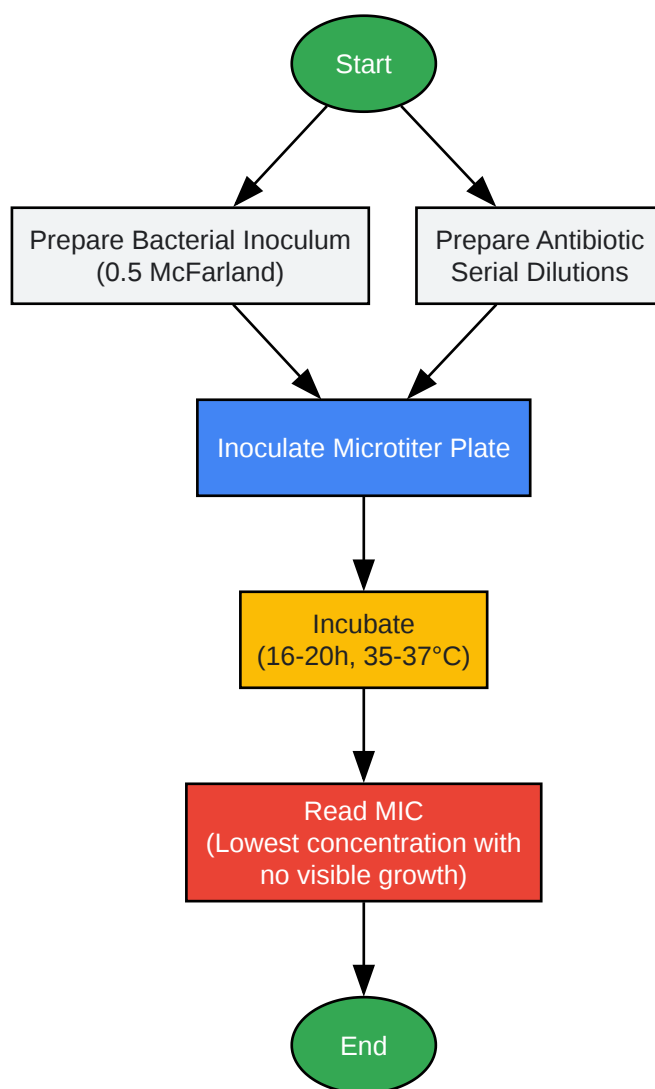 Start
Prepare Bacterial Inoculum
(0.5 McFarland)
Prepare Antibiotic
Serial Dilutions
Inoculate Microtiter Plate
Incubate
(16-20h, 35-37°C)
Read MIC
(Lowest concentration with
no visible growth)
End